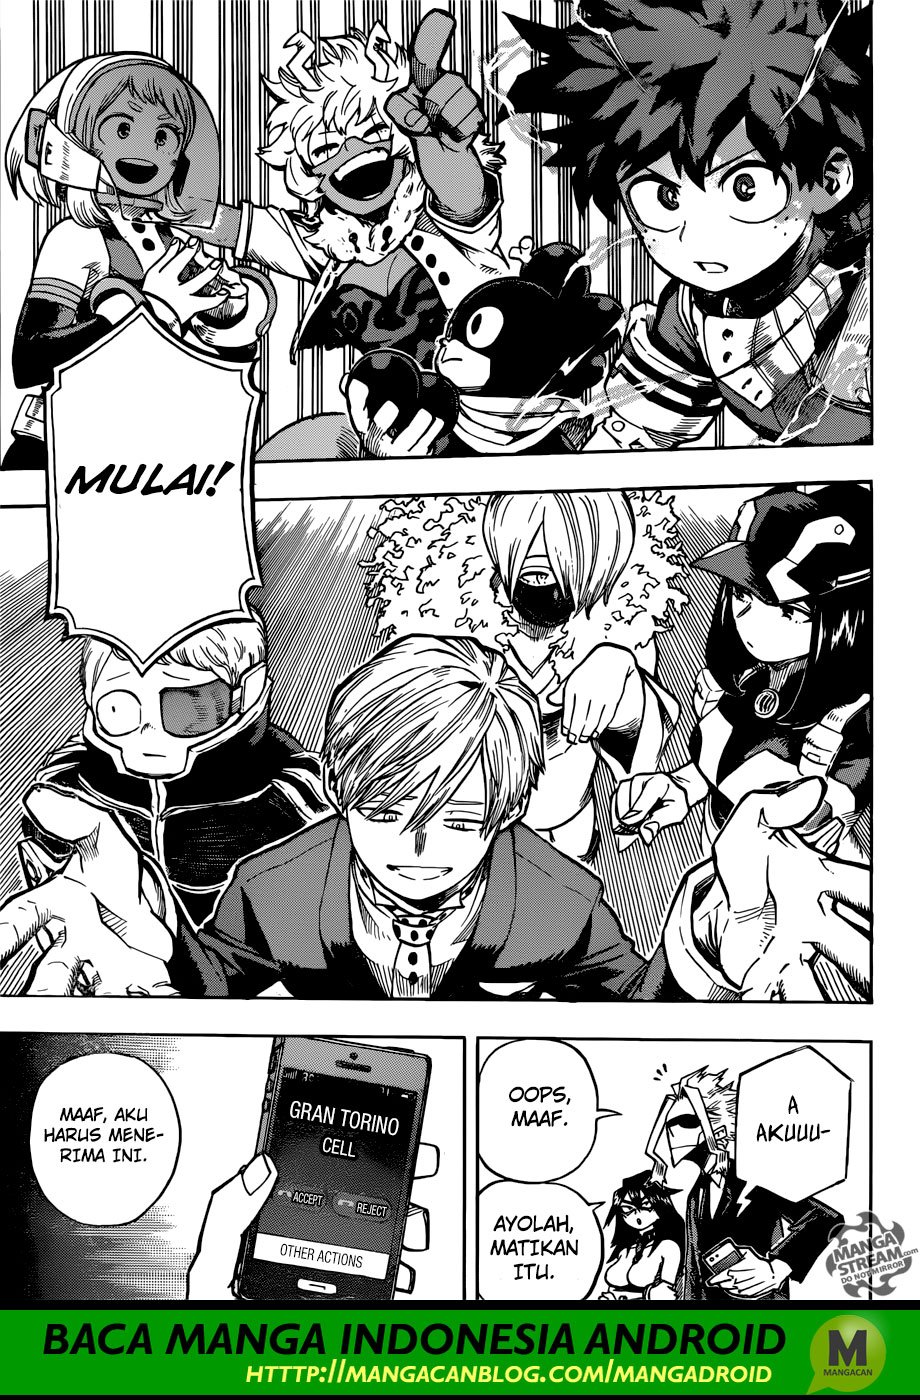 MULAI!
A
AKUUU-
OOPS,
MAAF.
AYOLAH,
MATIKAN
ITU.
MAAF, AKU
HARUS MENE-
RIMA INI.
GRAN TORINO
CELL
ACCEPT
REJECT
OTHER ACTIONS
MANGA
STREAM.com
DO NOT MIRROR!
BACA MANGA INDONESIA ANDROID
HTTTP://MANGACANBLOG.COM/MANGADROID
M
MANGACAN